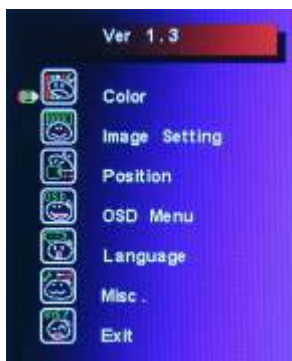 Ver 1.3
Color
Image Setting
Position
OSD Menu
Language
Misc.
Exit